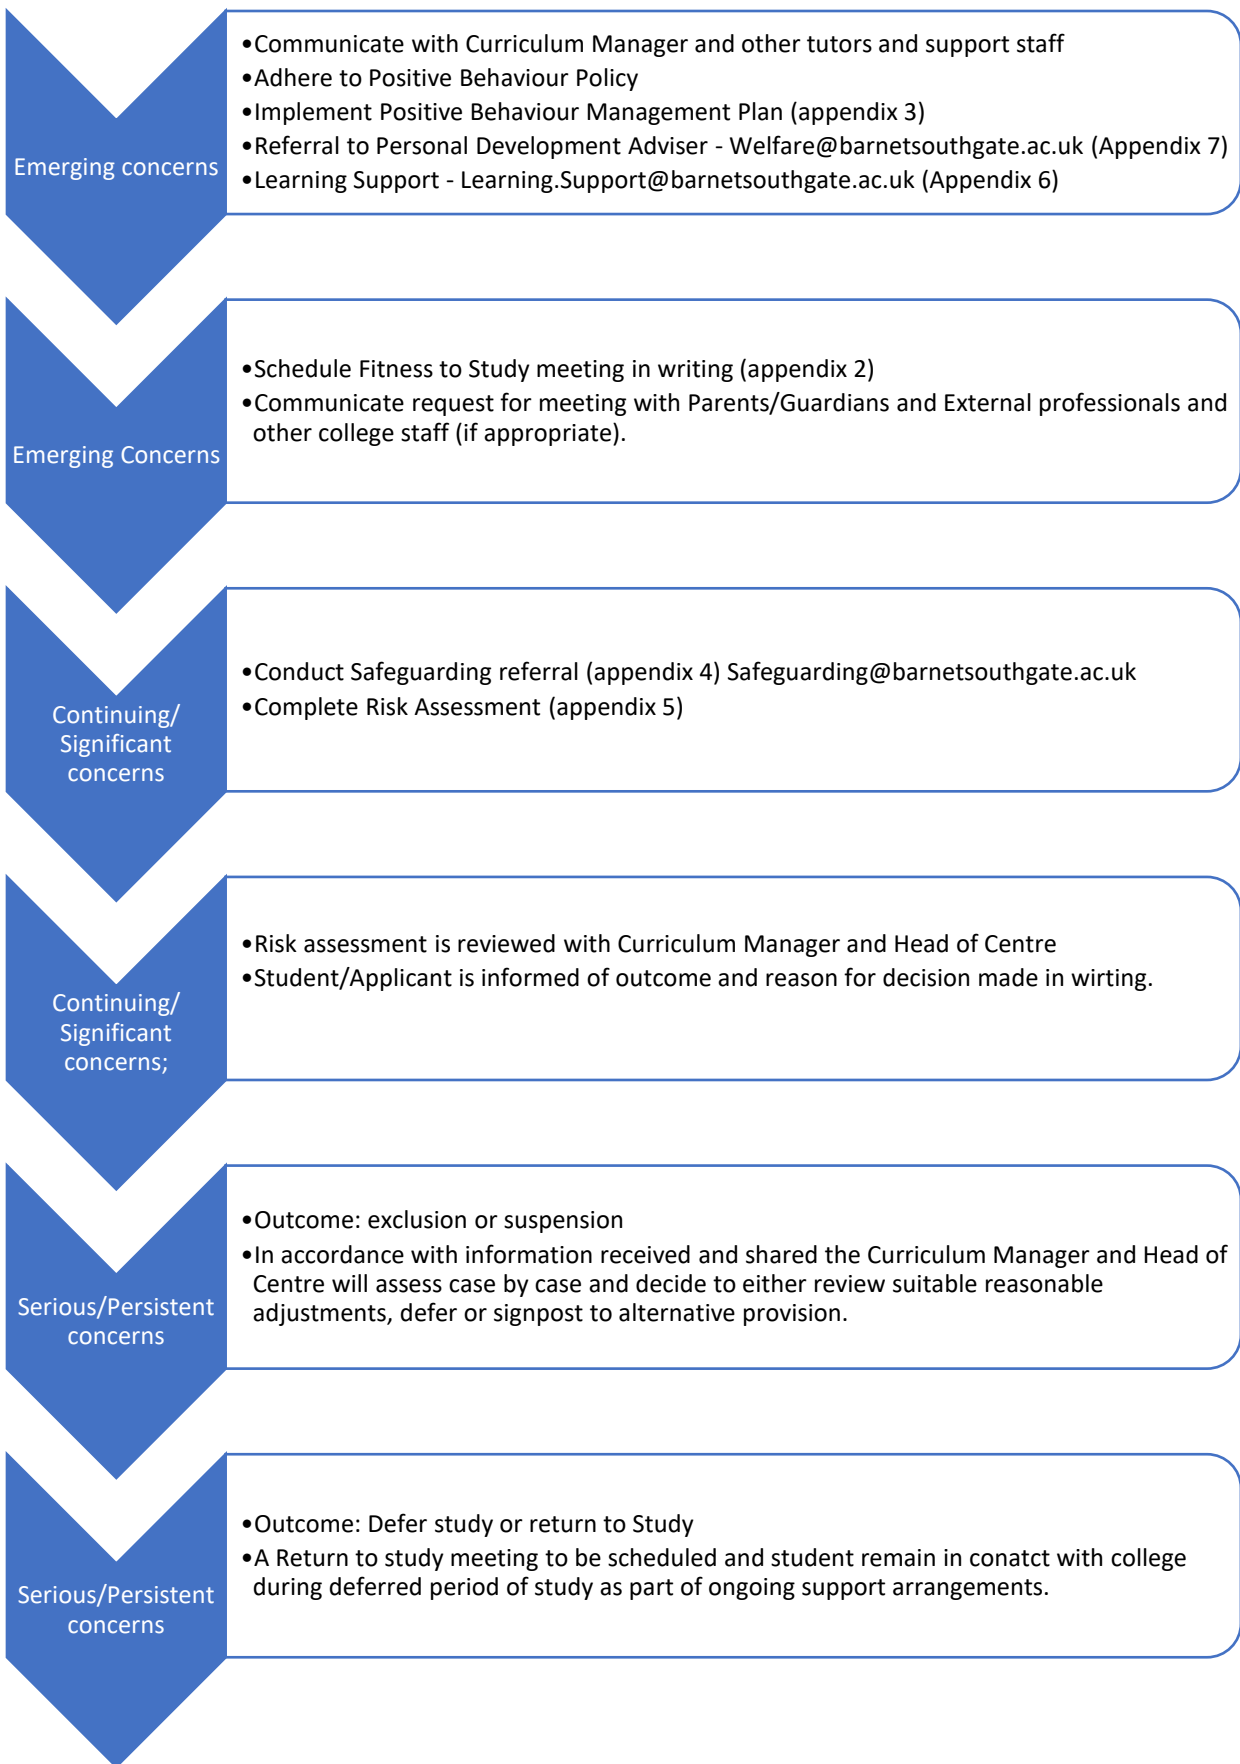 Emerging concerns
•Communicate with Curriculum Manager and other tutors and support staff
•Adhere to Positive Behaviour Policy
•Implement Positive Behaviour Management Plan (appendix 3)
•Referral to Personal Development Adviser - Welfare@barnetsouthgate.ac.uk (Appendix 7)
•Learning Support - Learning.Support@barnetsouthgate.ac.uk (Appendix 6)
Emerging Concerns
•Schedule Fitness to Study meeting in writing (appendix 2)
•Communicate request for meeting with Parents/Guardians and External professionals and
other college staff (if appropriate).
Continuing/
Significant
concerns
•Conduct Safeguarding referral (appendix 4) Safeguarding@barnetsouthgate.ac.uk
•Complete Risk Assessment (appendix 5)
Continuing/
Significant
concerns;
•Risk assessment is reviewed with Curriculum Manager and Head of Centre
•Student/Applicant is informed of outcome and reason for decision made in wirting.
Serious/Persistent
concerns
•Outcome: exclusion or suspension
•In accordance with information received and shared the Curriculum Manager and Head of
Centre will assess case by case and decide to either review suitable reasonable
adjustments, defer or signpost to alternative provision.
Serious/Persistent
concerns
•Outcome: Defer study or return to Study
•A Return to study meeting to be scheduled and student remain in conatct with college
during deferred period of study as part of ongoing support arrangements.